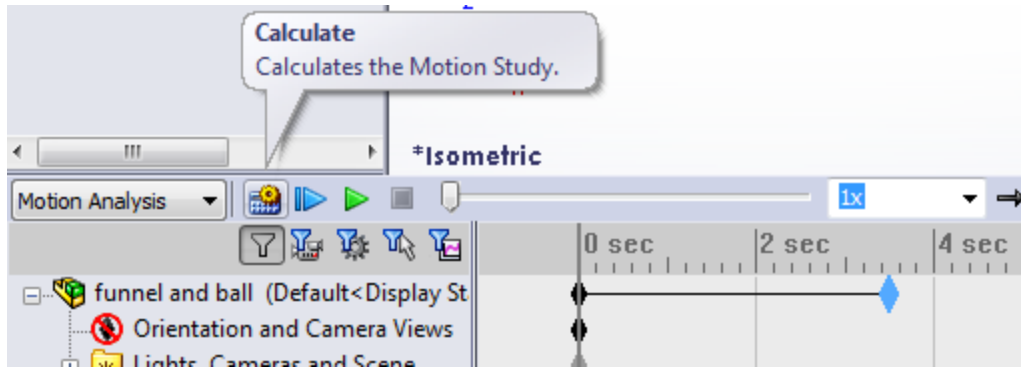 Calculate
Calculates the Motion Study.
*Isometric
Motion Analysis
1x
0 sec
2 sec
4 sec
funnel and ball (Default<Display St
Orientation and Camera Views
Lights, Cameras and Scene